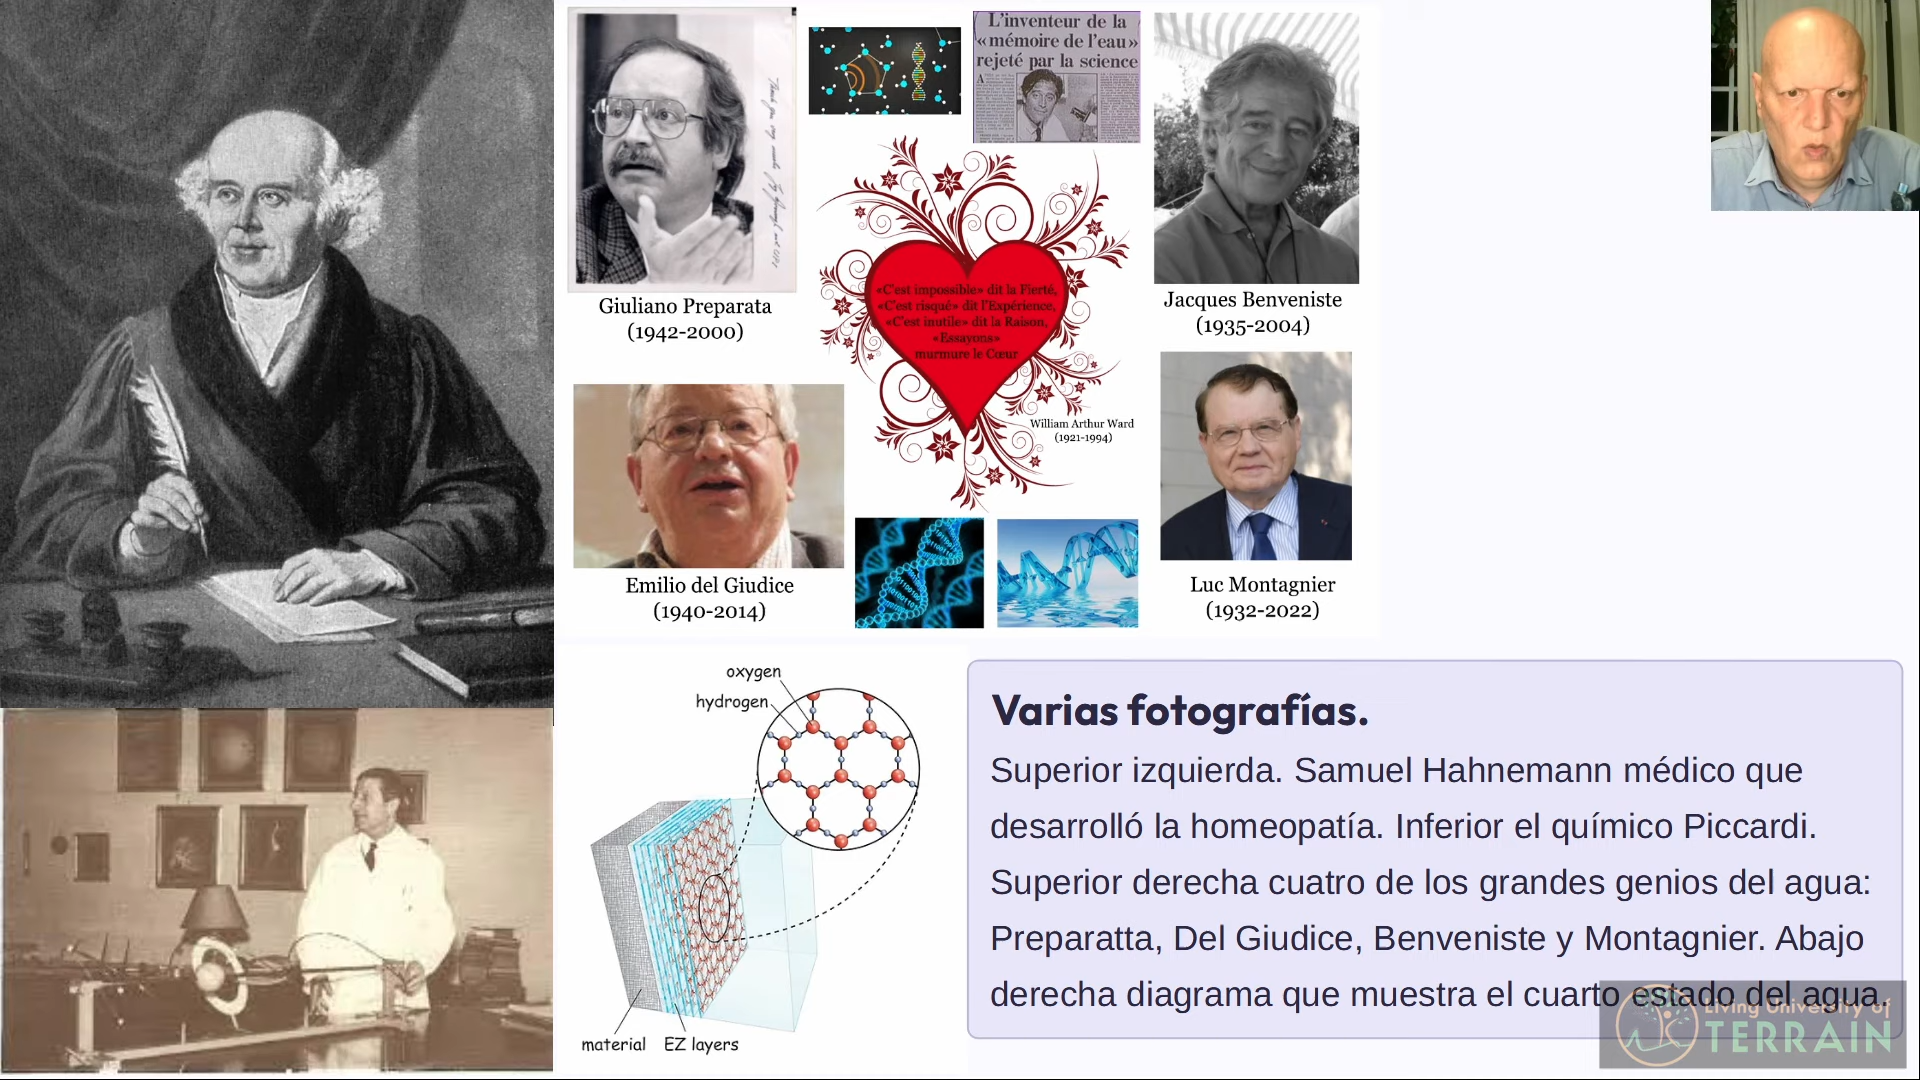 L'inventeur de la
«mémoire de l'eau»
rejeté par la science
Giuliano Preparata
(1942-2000)
Jacques Benveniste
(1935-2004)
«C'est impossible» dit la Fierté,
«C'est risqué» dit l'Expérience,
«C'est inutile» dit la Raison,
«Essayons»
murmure le Cœur
William Arthur Ward
(1921-1994)
Emilio del Giudice
(1940-2014)
Luc Montagnier
(1932-2022)
oxygen
hydrogen
material
EZ layers
Varias fotografías.
Superior izquierda. Samuel Hahnemann médico que
desarrolló la homeopatía. Inferior el químico Piccardi.
Superior derecha cuatro de los grandes genios del agua:
Preparatta, Del Giudice, Benveniste y Montagnier. Abajo
derecha diagrama que muestra el cuarto estado del agua.
Living University of
TERRAIN